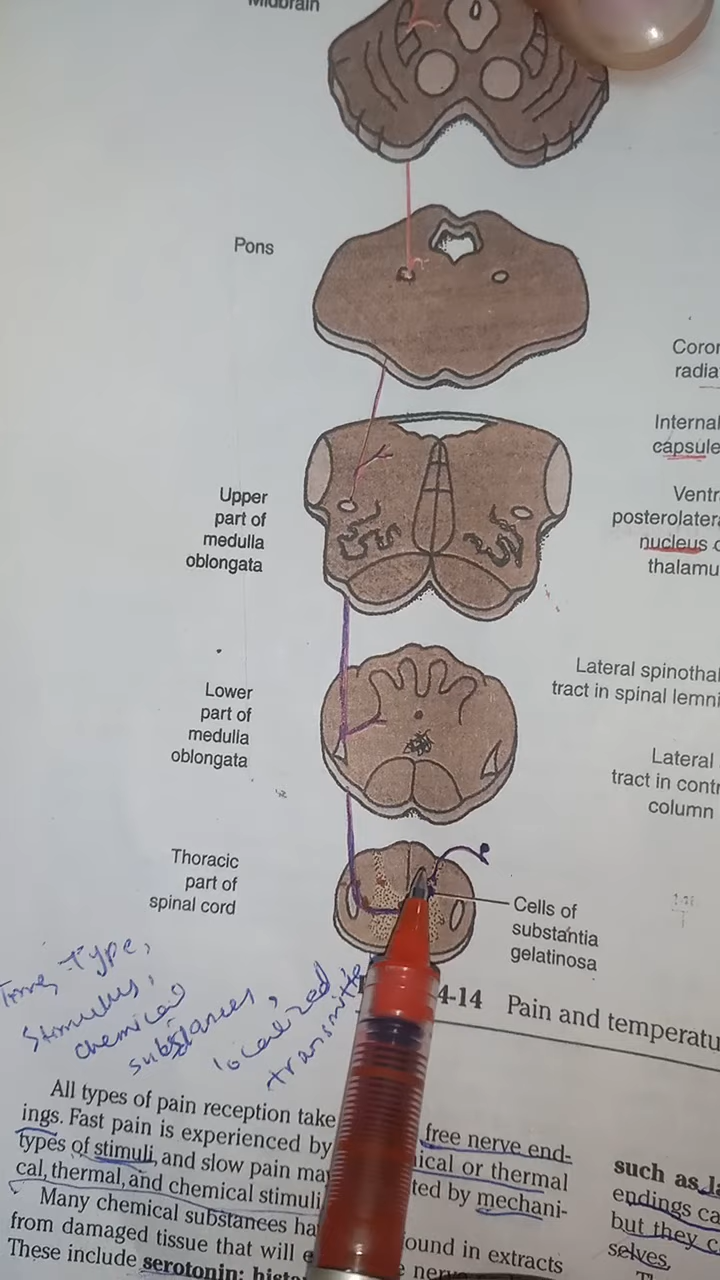 Midbrain
Pons
Coro
radia
Internal
capsule
Upper
part of
medulla
oblongata
Ventr
posterolatera
nucleus o
thalamu
Lateral spinothal
tract in spinal lemni
Lower
part of
medulla
oblongata
Lateral
tract in contr
column
Thoracic
part of
spinal cord
Cells of
substantia
gelatinosa
Time, Type,
Stimulus,
chemical
substances,
localized
transmitte
4-14 Pain and temperatu
All types of pain reception take free nerve end-
ings. Fast pain is experienced by ical or thermal
types of stimuli, and slow pain ma ted by mechani-
cal, thermal, and chemical stimuli
Many chemical substances ha ound in extracts
from damaged tissue that will e nerv
These include serotonin; hist
such as
endings ca
but they c
selves.